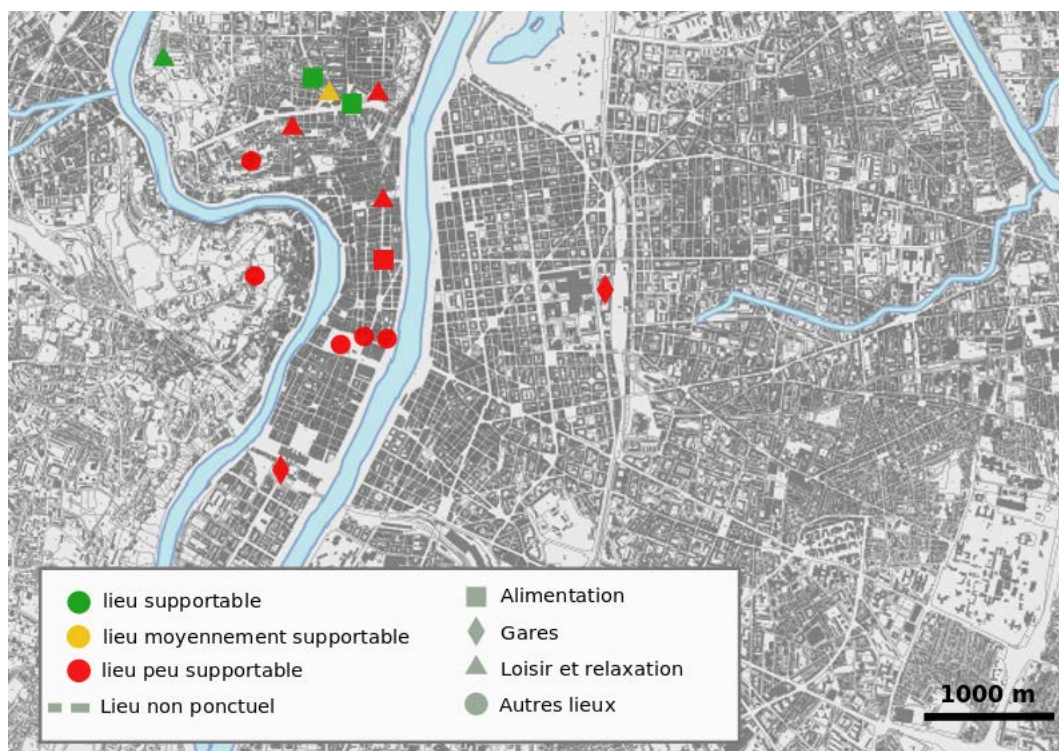 lieu supportable
lieu moyennement supportable
lieu peu supportable
Lieu non ponctuel
Alimentation
Gares
Loisir et relaxation
Autres lieux
1000 m